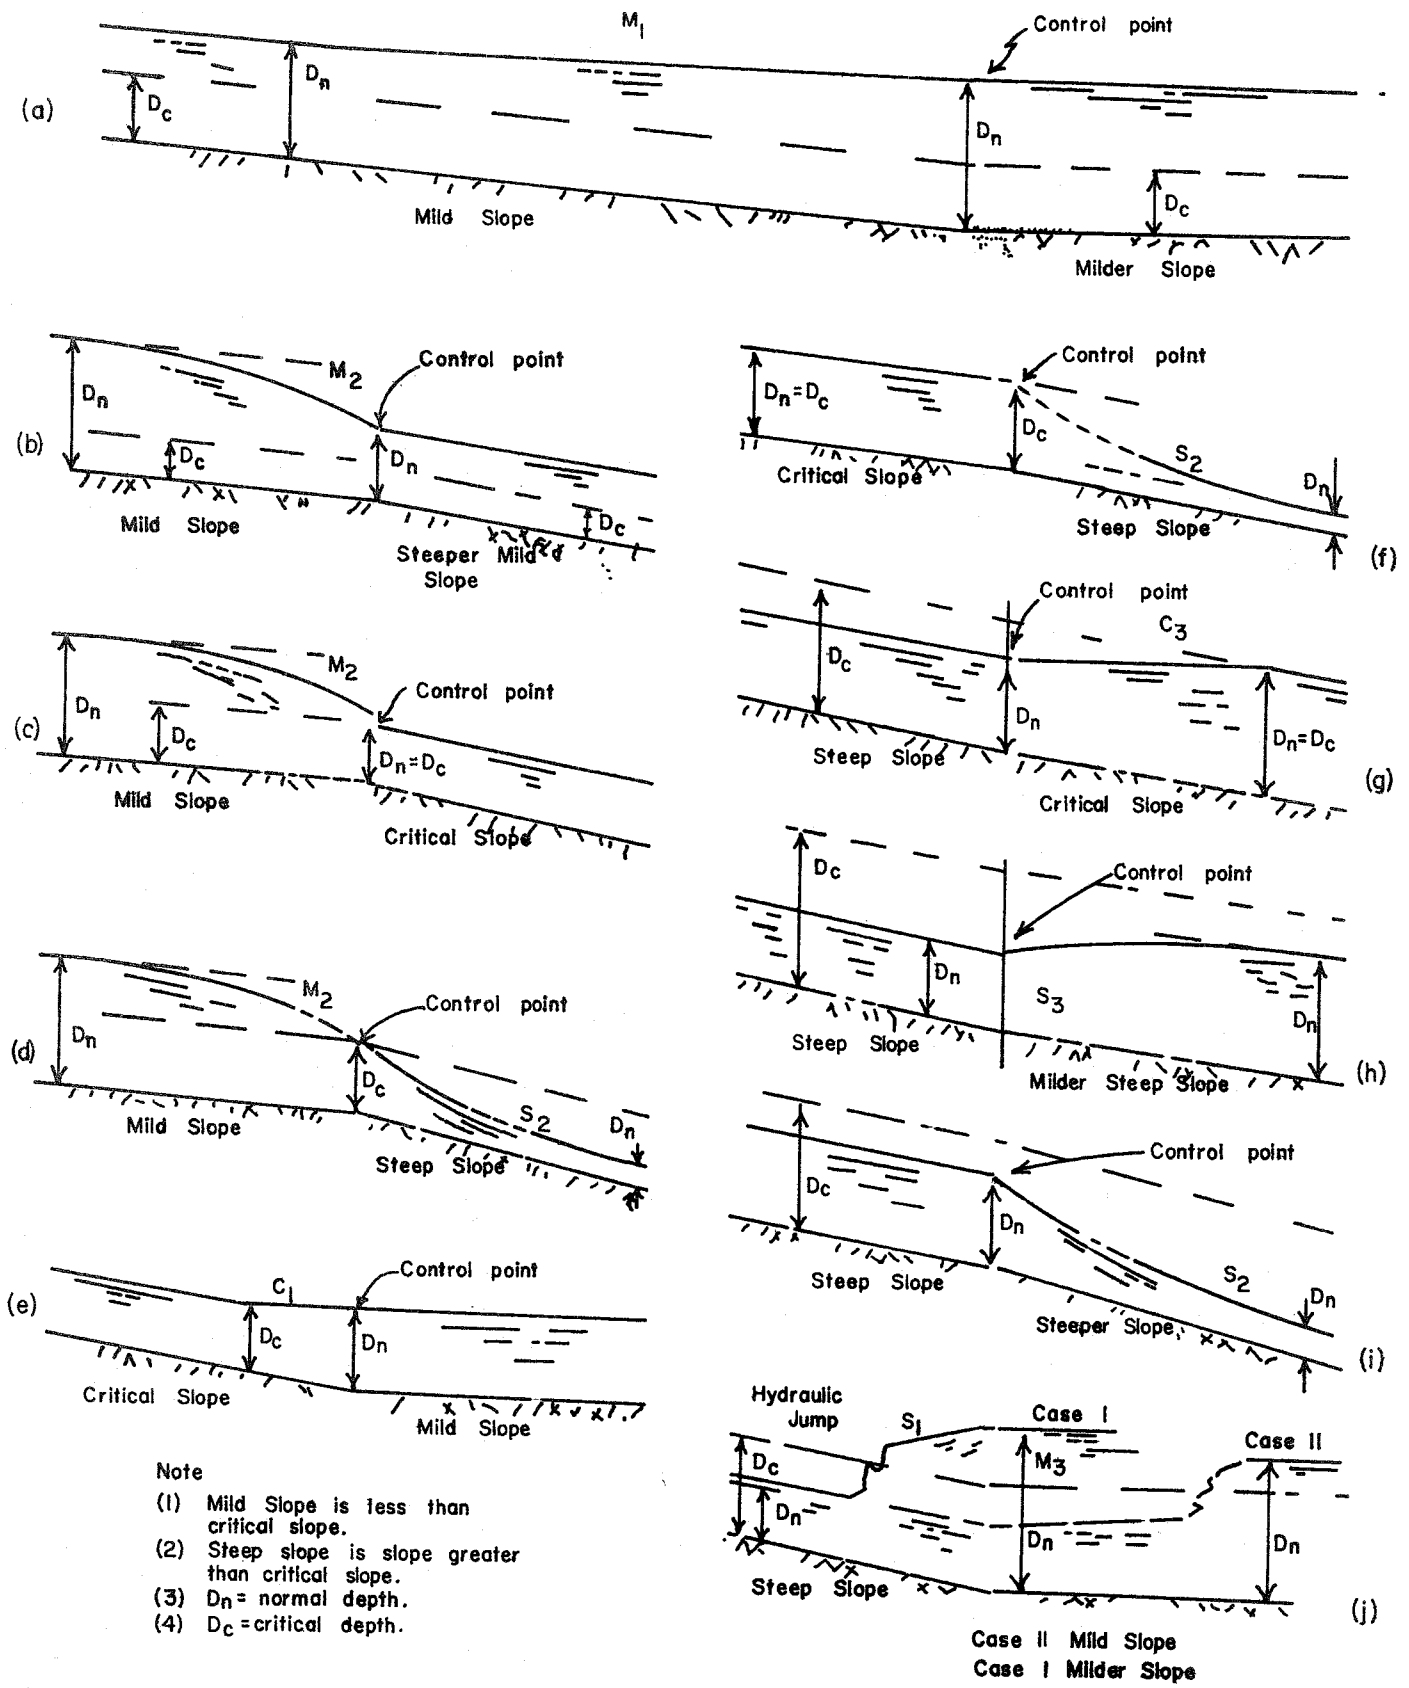 M1
Control point
(a)
Dn
Dc
Dn
Dc
Mild Slope
Milder Slope
(b)
M2
Control point
Dn
Dc
Dn
Dc
Mild Slope
Steeper Mild
Slope
(c)
M2
Control point
Dn
Dc
Dn=Dc
Mild Slope
Critical Slope
(d)
M2
Control point
Dn
Dc
S2
Dn
Mild Slope
Steep Slope
(e)
C1
Control point
Dc
Dn
Critical Slope
Mild Slope
Note
(1) Mild Slope is less than
critical slope.
(2) Steep slope is slope greater
than critical slope.
(3) Dn= normal depth.
(4) Dc=critical depth.
Control point
Dn=Dc
Dc
S2
Dn
Critical Slope
Steep Slope
(f)
Control point
C3
Dc
Dn
Dn=Dc
Steep Slope
Critical Slope
(g)
Dc
Control point
Dn
S3
Dn
Steep Slope
Milder Steep Slope
(h)
Control point
Dc
Dn
S2
Dn
Steep Slope
Steeper Slope
(i)
Hydraulic
Jump
S1
Case I
Case II
Dc
M3
Dn
Dn
Dn
Steep Slope
(j)
Case II Mild Slope
Case I Milder Slope